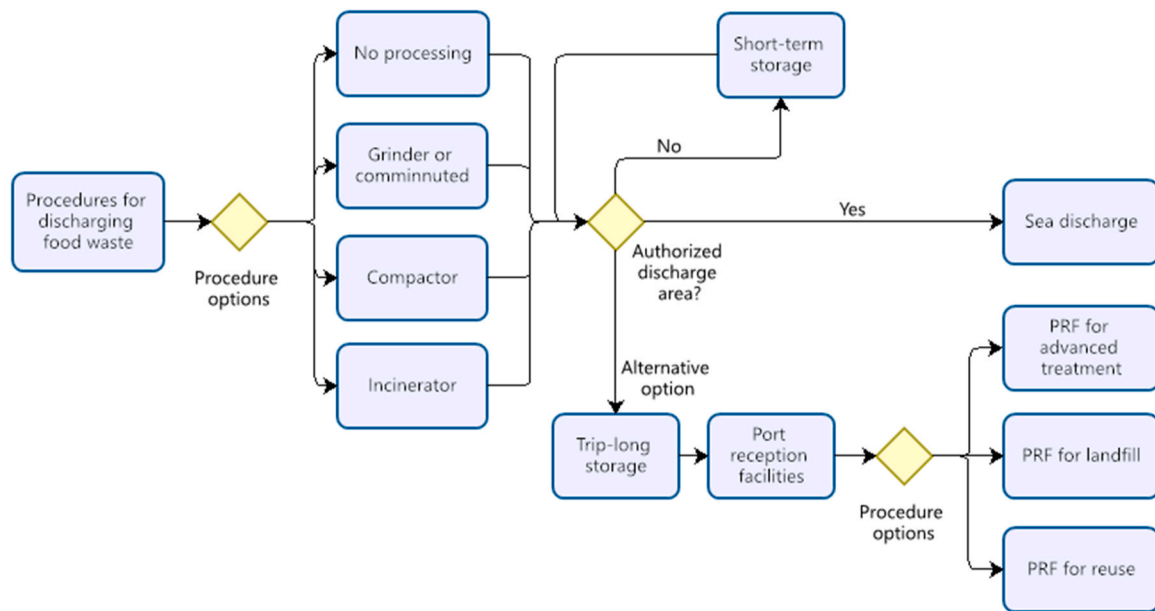 No processing
Short-term
storage
Grinder or
comminnuted
No
Procedures for
discharging
food waste
Yes
Sea discharge
Procedure
options
Compactor
Authorized
discharge
area?
Incinerator
Alternative
option
PRF for
advanced
treatment
Trip-long
storage
Port
reception
facilities
PRF for landfill
Procedure
options
PRF for reuse